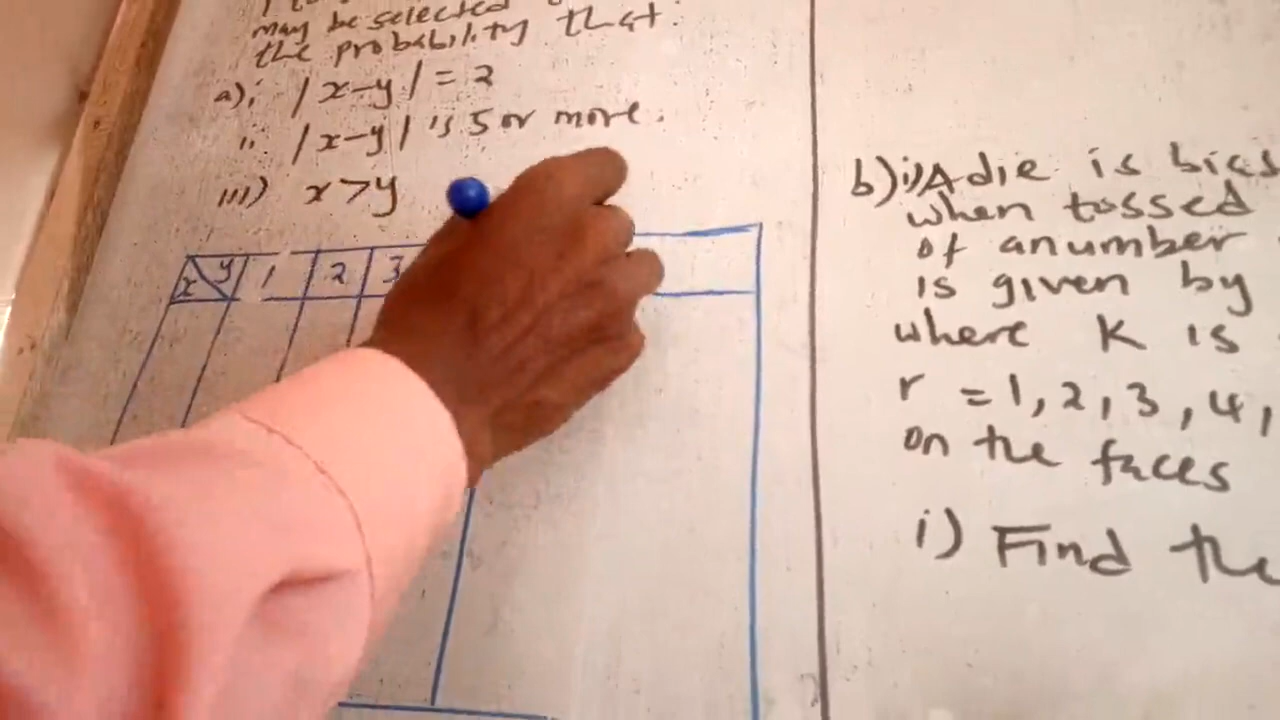 may be selected
the probability that:
a) i |x-y| = 2
ii |x-y| is 5 or more.
iii) x>y
x y 1 2 3
b) i) A die is bias
when tossed
of a number
is given by
where K is
r = 1, 2, 3, 4,
on the faces
i) Find the